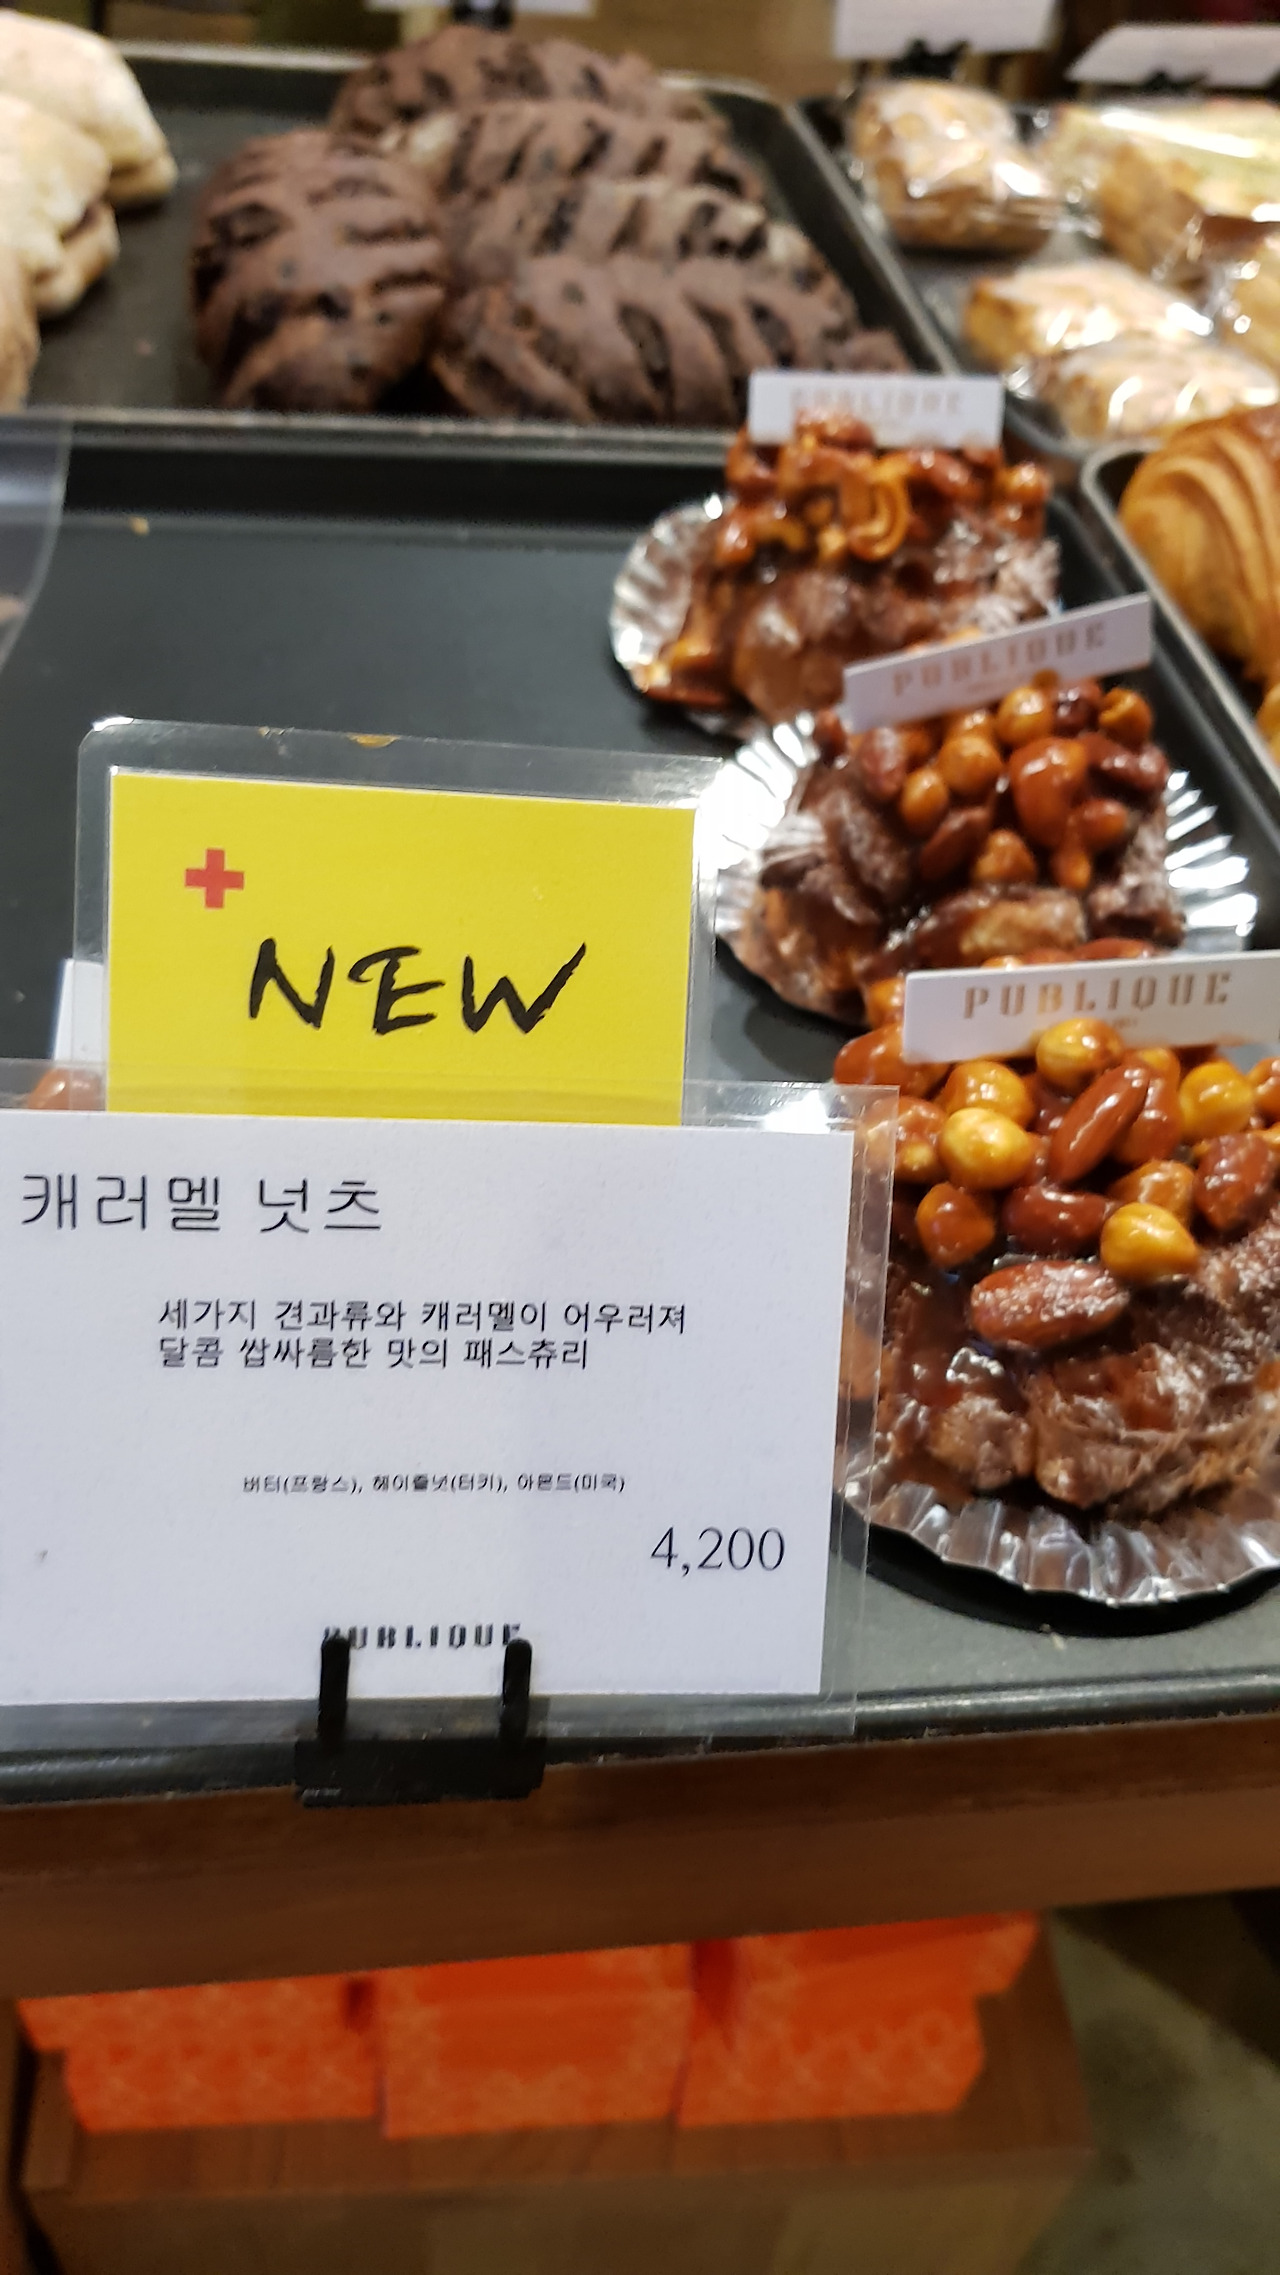 PUBLIQUE
PUBLIQUE
PUBLIQUE
NEW
캐러멜 넛츠
세가지 견과류와 캐러멜이 어우러져
달콤 쌉싸름한 맛의 패스츄리
버터(프랑스), 헤이즐넛(터키), 아몬드(미국)
4,200
PUBLIQUE